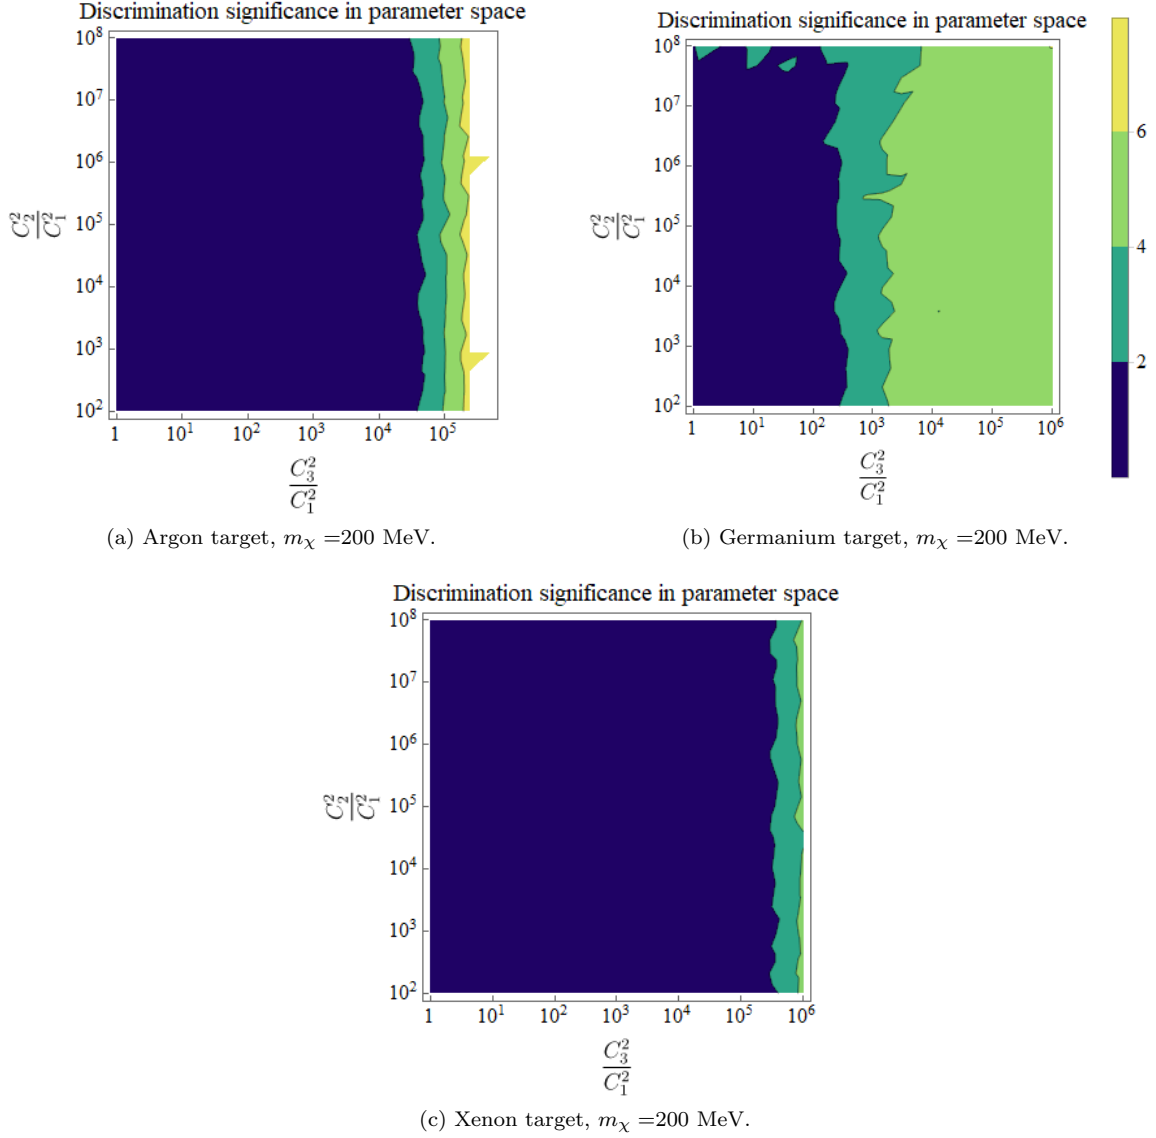 Discrimination significance in parameter space
10^8
10^7
10^6
10^5
10^4
10^3
10^2
C_2^2 / C_1^2
1 10^1 10^2 10^3 10^4 10^5
C_3^2 / C_1^2
(a) Argon target, m_χ =200 MeV.
Discrimination significance in parameter space
10^8
10^7
10^6
10^5
10^4
10^3
10^2
C_2^2 / C_1^2
1 10^1 10^2 10^3 10^4 10^5 10^6
C_3^2 / C_1^2
6
4
2
(b) Germanium target, m_χ =200 MeV.
Discrimination significance in parameter space
10^8
10^7
10^6
10^5
10^4
10^3
10^2
C_2^2 / C_1^2
1 10^1 10^2 10^3 10^4 10^5 10^6
C_3^2 / C_1^2
(c) Xenon target, m_χ =200 MeV.